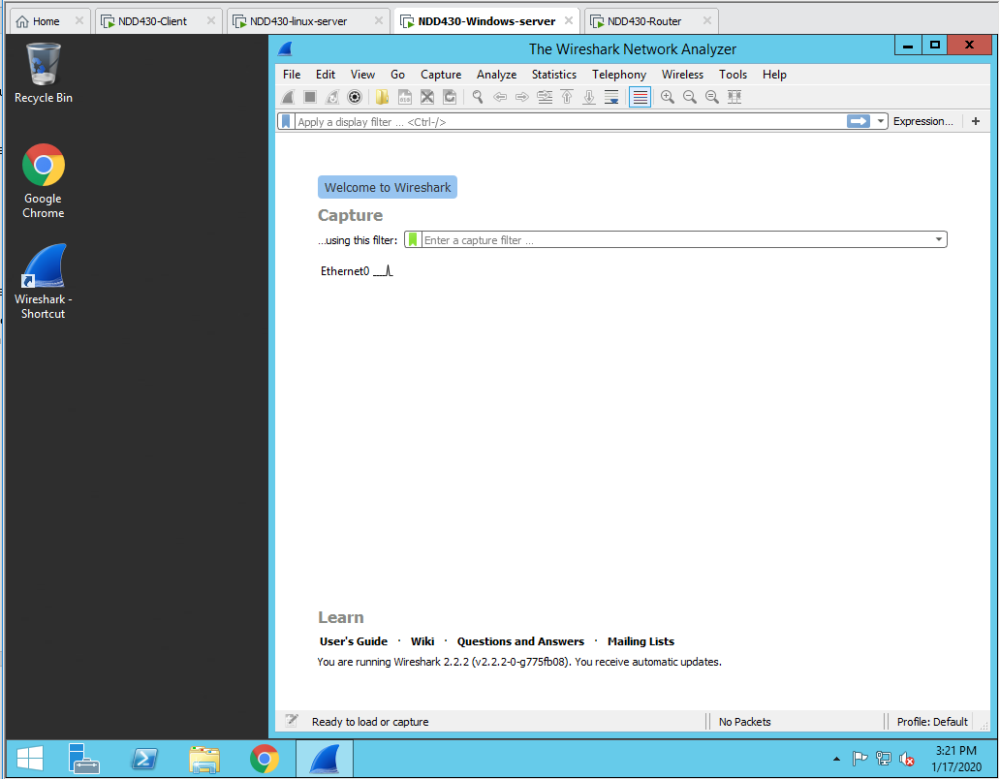 Home NDD430-Client NDD430-linux-server NDD430-Windows-server NDD430-Router
The Wireshark Network Analyzer
File Edit View Go Capture Analyze Statistics Telephony Wireless Tools Help
Apply a display filter ... <Ctrl-/> Expression... +
Recycle Bin
Google
Chrome
Wireshark -
Shortcut
Welcome to Wireshark
Capture
...using this filter: Enter a capture filter ...
Ethernet0
Learn
User's Guide · Wiki · Questions and Answers · Mailing Lists
You are running Wireshark 2.2.2 (v2.2.2-0-g775fb08). You receive automatic updates.
Ready to load or capture No Packets Profile: Default
3:21 PM
1/17/2020